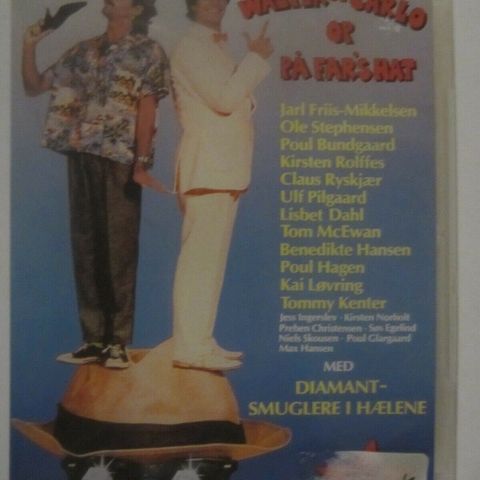 WALTER OG CARLO
OP
PÅ FAR'S HAT
Jarl Friis-Mikkelsen
Ole Stephensen
Poul Bundgaard
Kirsten Rolffes
Claus Ryskjær
Ulf Pilgaard
Lisbet Dahl
Tom McEwan
Benedikte Hansen
Poul Hagen
Kai Løvring
Tommy Kenter
Jess Ingerslev · Kirsten Norholt
Preben Christensen · Søs Egelind
Niels Skousen · Poul Glargaard
Max Hansen
MED
DIAMANT-
SMUGLERE I HÆLENE